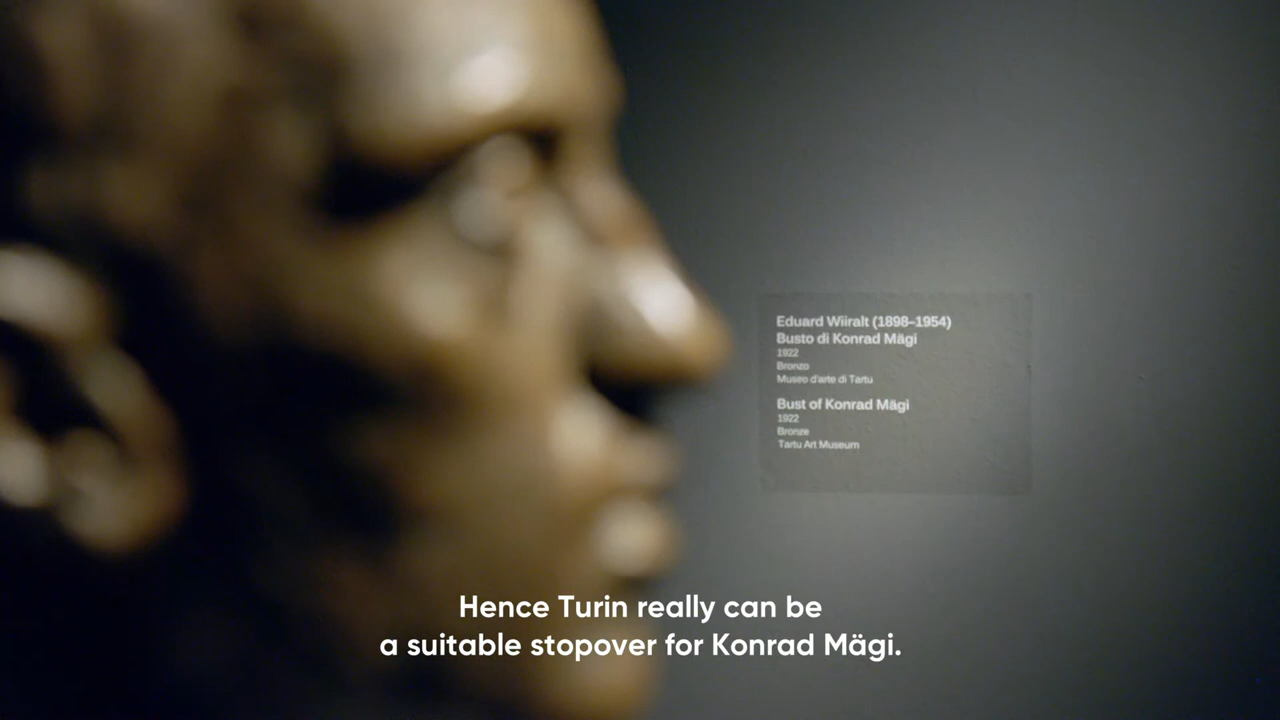 Eduard Wiiralt (1898–1954)
Busto di Konrad Mägi
1922
Bronzo
Museo d'arte di Tartu
Bust of Konrad Mägi
1922
Bronze
Tartu Art Museum
Hence Turin really can be
a suitable stopover for Konrad Mägi.